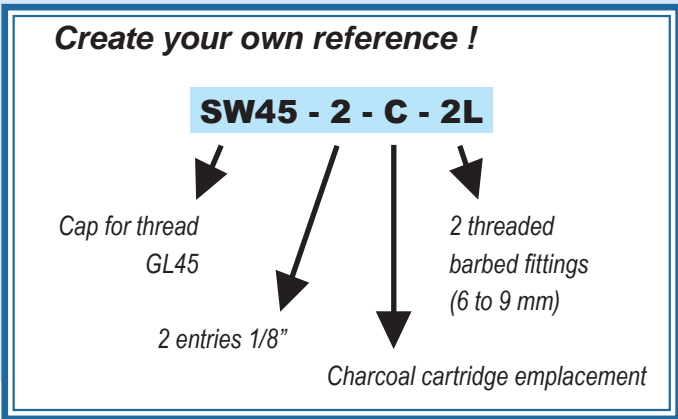 Create your own reference !
SW45 - 2 - C - 2L
Cap for thread
GL45
2 threaded
barbed fittings
(6 to 9 mm)
2 entries 1/8”
Charcoal cartridge emplacement